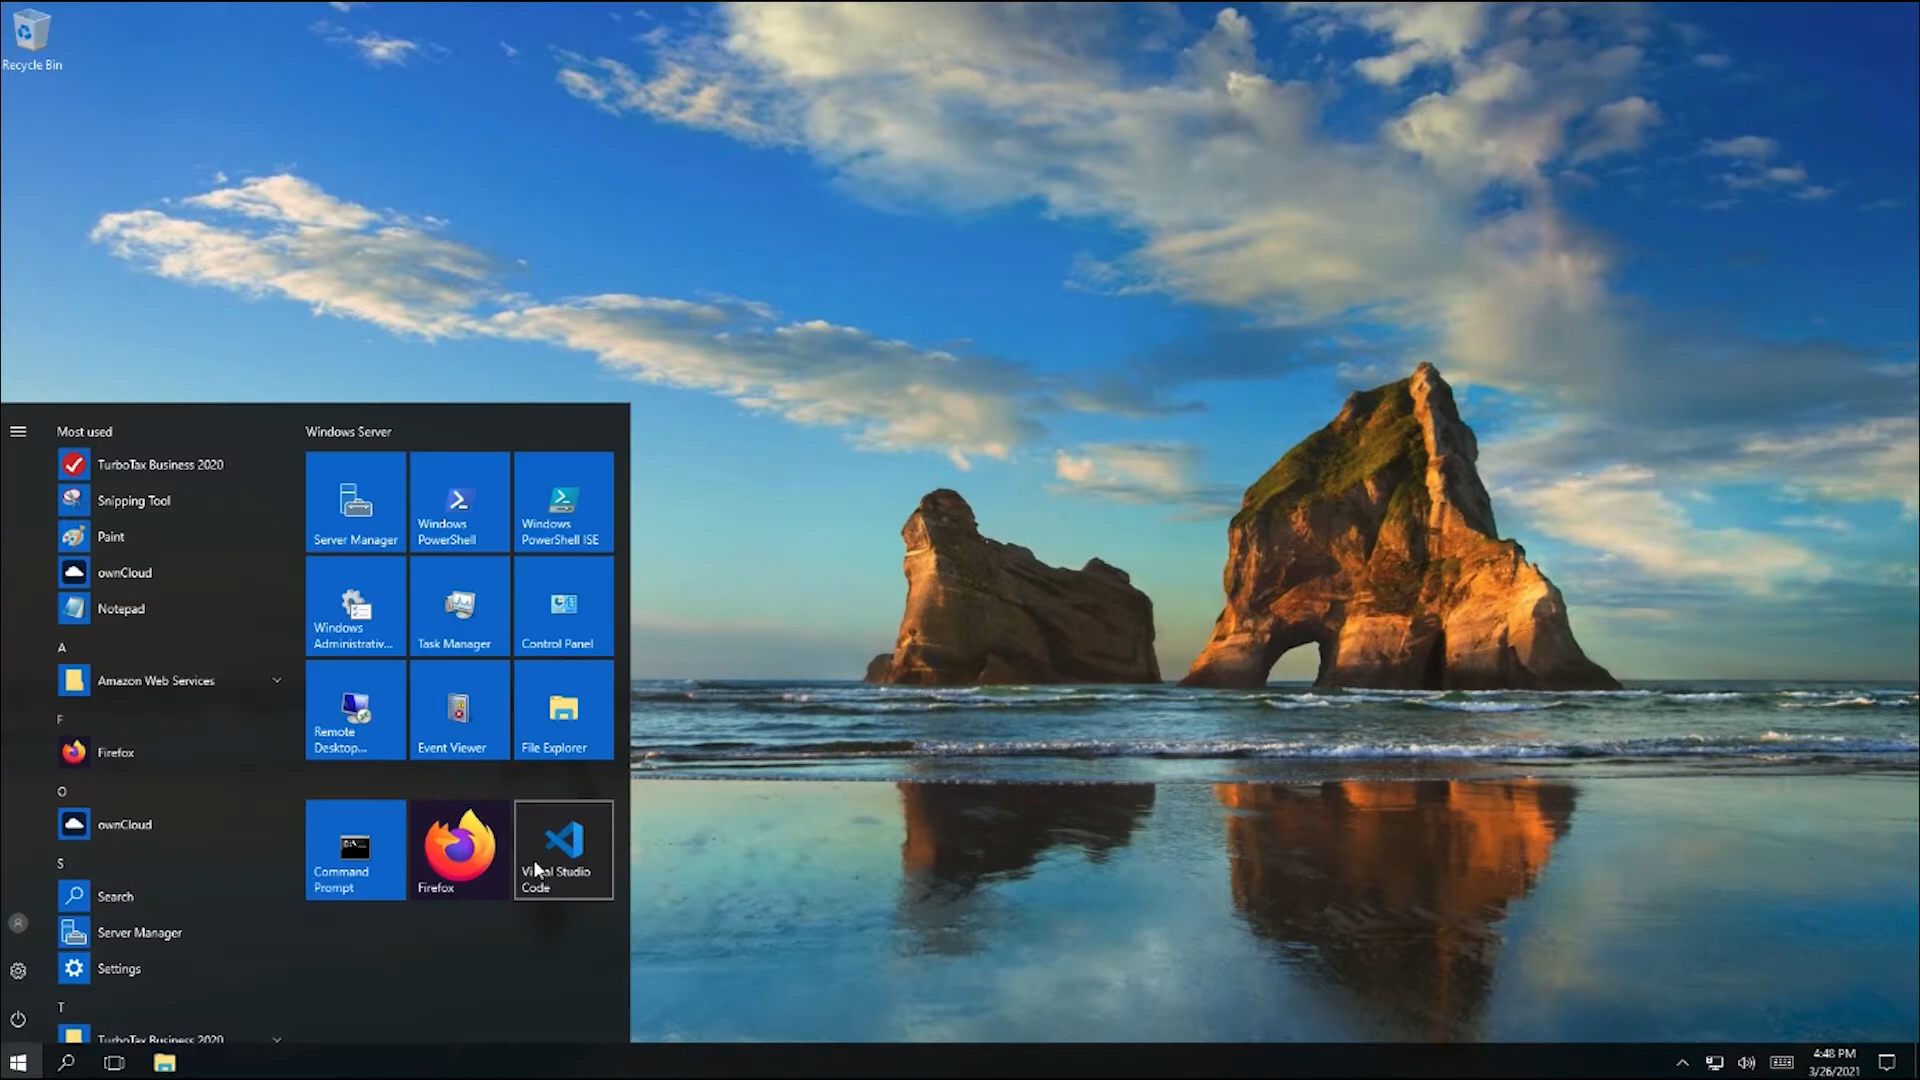 Recycle Bin
Most used
TurboTax Business 2020
Snipping Tool
Paint
ownCloud
Notepad
A
Amazon Web Services
F
Firefox
O
ownCloud
S
Search
Server Manager
Settings
T
TurboTax Business 2020
Windows Server
Server Manager
Windows
PowerShell
Windows
PowerShell ISE
Windows
Administrativ...
Task Manager
Control Panel
Remote
Desktop...
Event Viewer
File Explorer
Command
Prompt
Firefox
Visual Studio
Code
4:48 PM
3/26/2021